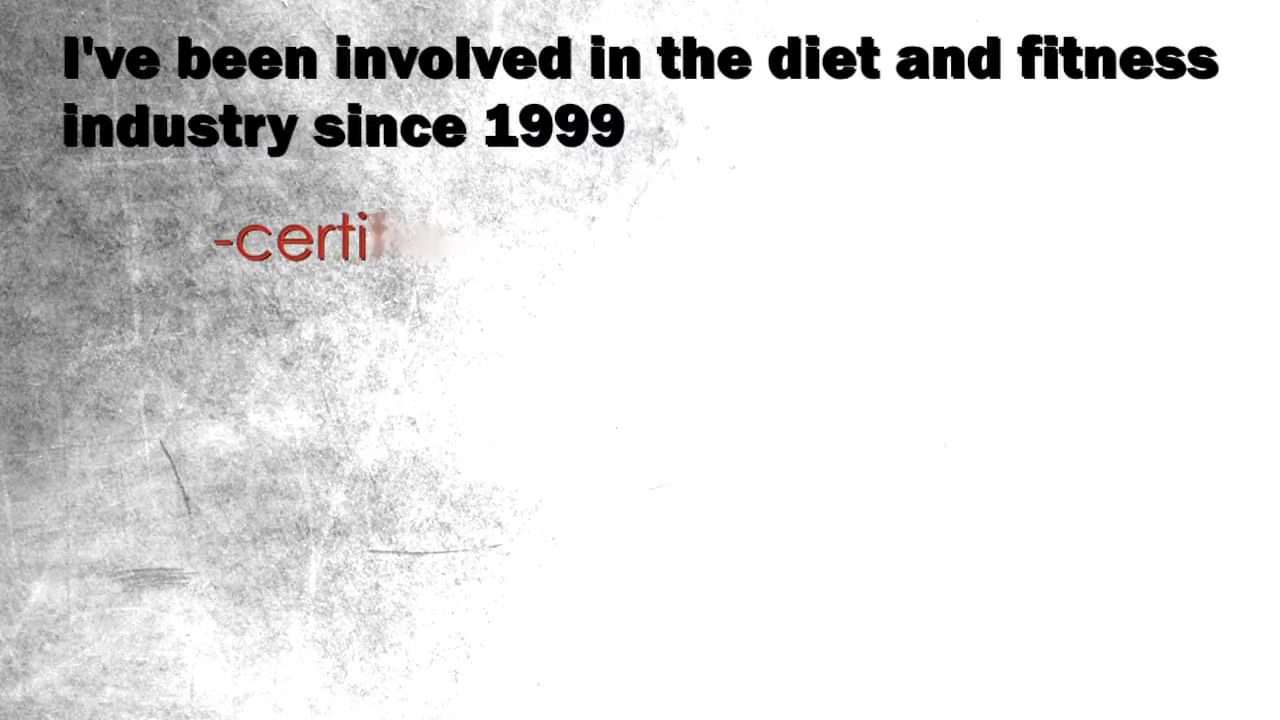 I've been involved in the diet and fitness
industry since 1999
-certi